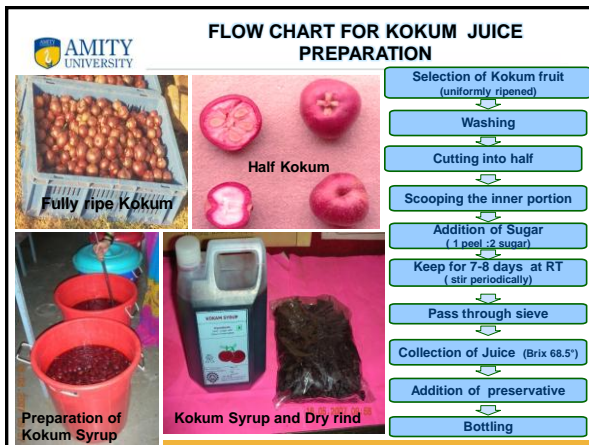 AMITY
UNIVERSITY
FLOW CHART FOR KOKUM JUICE
PREPARATION
Fully ripe Kokum
Half Kokum
Preparation of
Kokum Syrup
KOKAM SYRUP
Kokum Syrup and Dry rind
Selection of Kokum fruit
(uniformly ripened)
Washing
Cutting into half
Scooping the inner portion
Addition of Sugar
( 1 peel :2 sugar)
Keep for 7-8 days at RT
( stir periodically)
Pass through sieve
Collection of Juice (Brix 68.5°)
Addition of preservative
Bottling